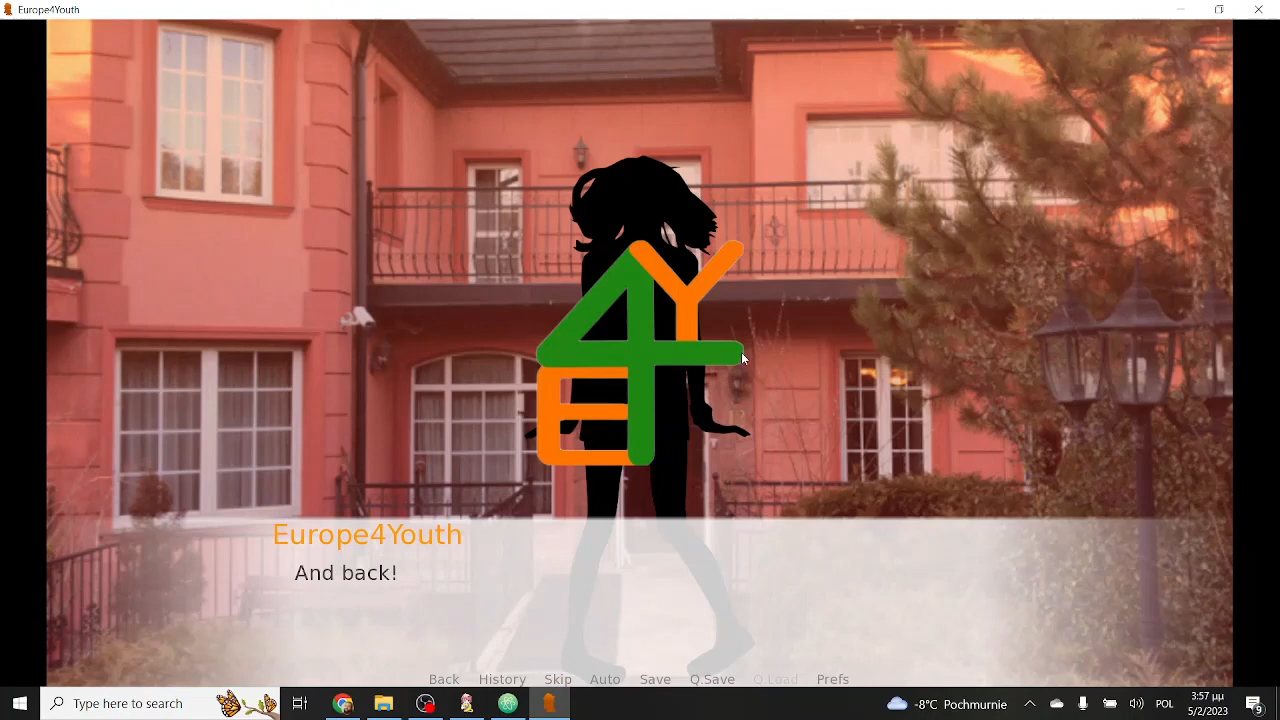 Europe4Youth
4Y
E
Europe4Youth
And back!
Back History Skip Auto Save Q.Save Q.Load Prefs
Type here to search
-8°C Pochmurnie
POL
3:57 μμ
5/2/2023